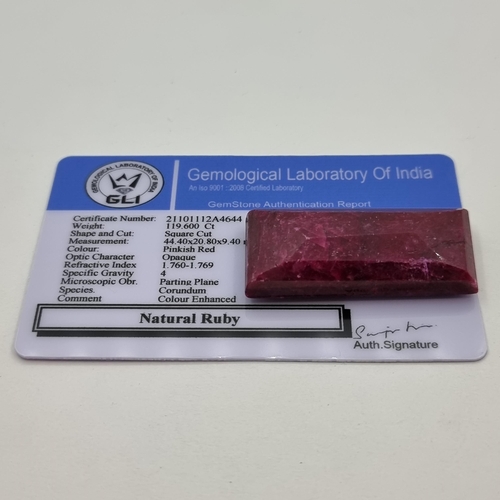 GEMOLOGICAL LABORATORY OF INDIA
GLI
Gemological Laboratory Of India
An iso 9001 :2008 Certified Laboratory
GemStone Authentication Report
Certificate Number: 21101112A4644
Weight: 119.600 Ct
Shape and Cut: Square Cut
Measurement: 44.40x20.80x9.40
Colour: Pinkish Red
Optic Character Opaque
Refractive Index 1.760-1.769
Specific Gravity 4
Microscopic Obr. Parting Plane
Species. Corundum
Comment Colour Enhanced
Natural Ruby
Auth.Signature